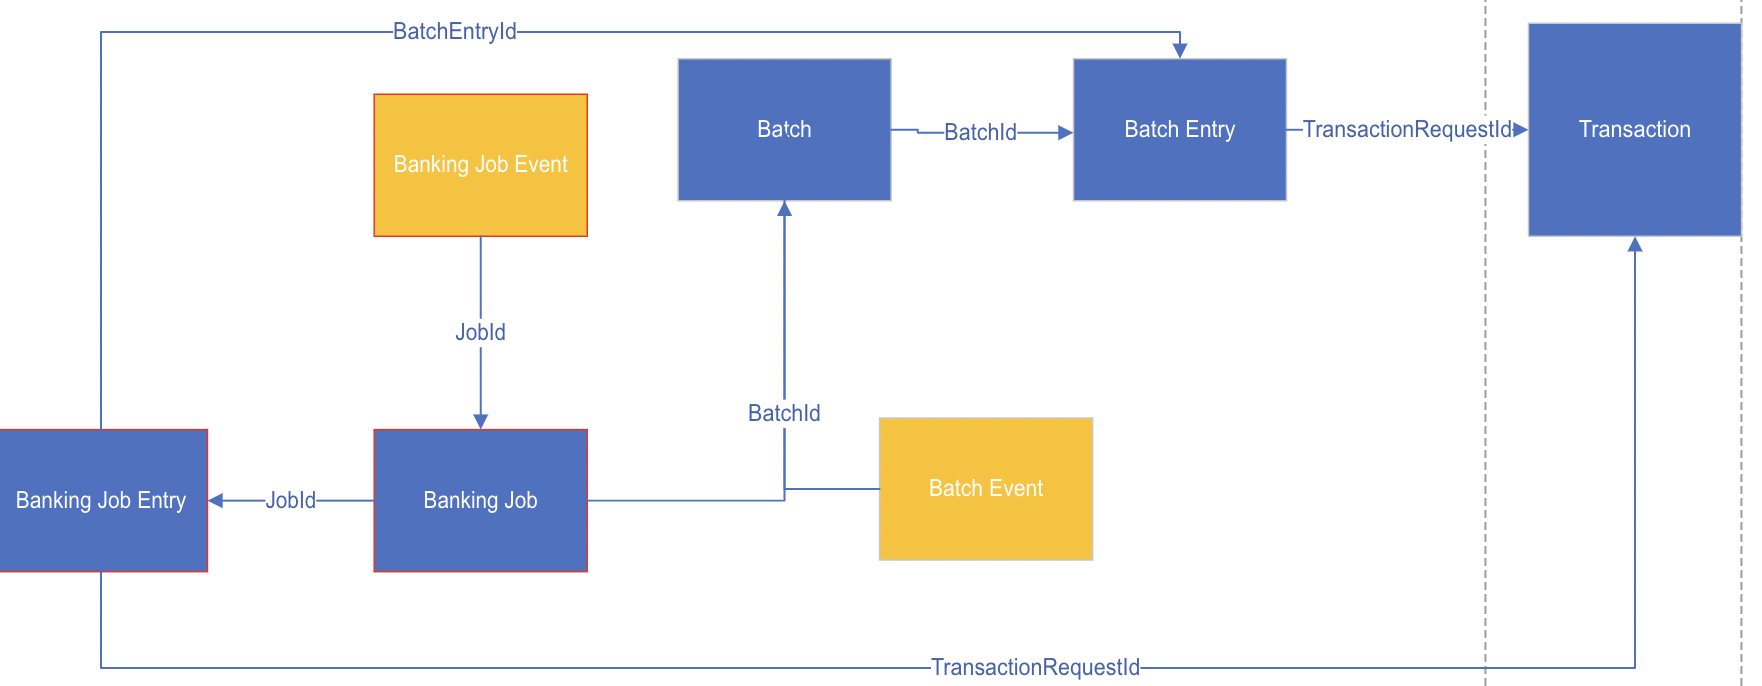 BatchEntryId
Batch
BatchId
Batch Entry
TransactionRequestId
Transaction
Banking Job Event
JobId
BatchId
Batch Event
Banking Job Entry
JobId
Banking Job
TransactionRequestId